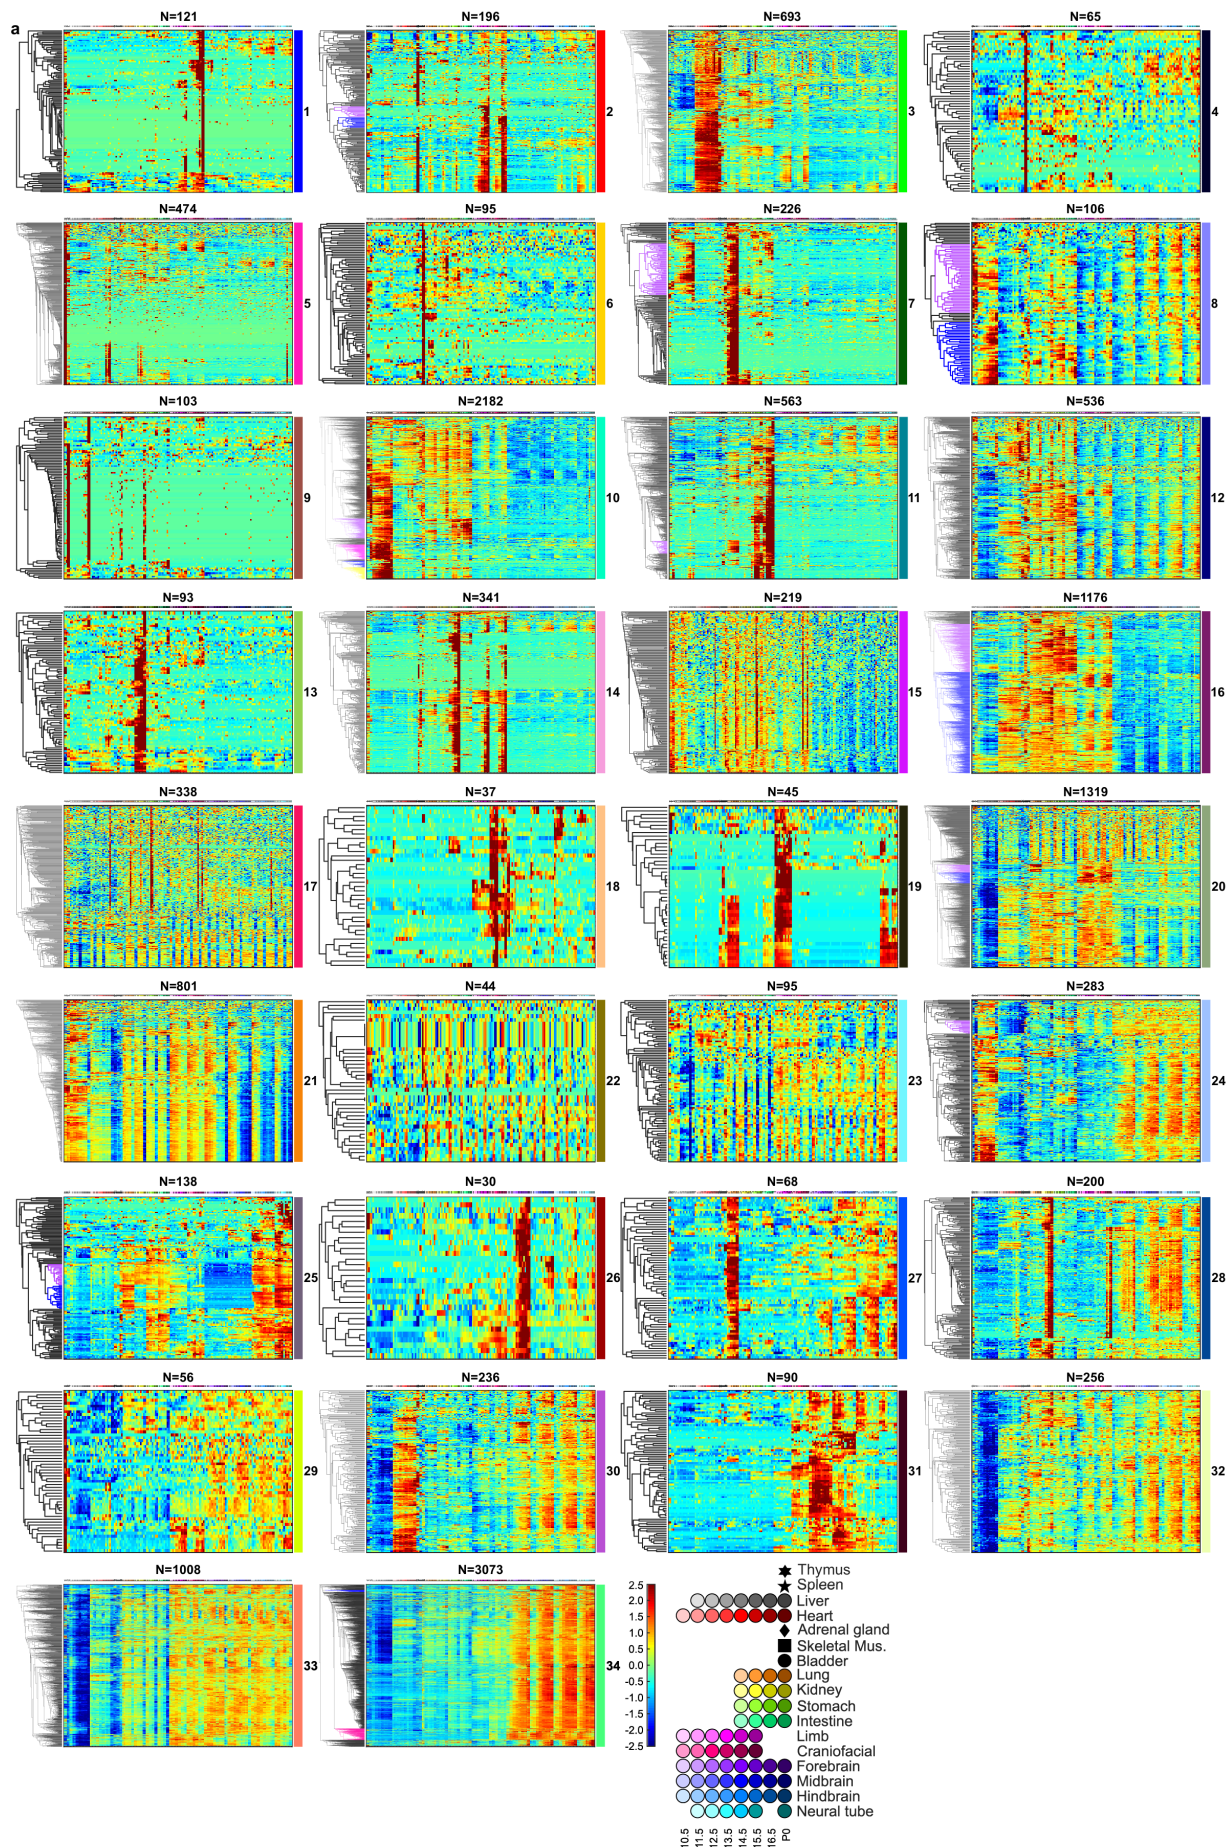 a
N=121 N=196 N=693 N=65
1 2 3 4
N=474 N=95 N=226 N=106
5 6 7 8
N=103 N=2182 N=563 N=536
9 10 11 12
N=93 N=341 N=219 N=1176
13 14 15 16
N=338 N=37 N=45 N=1319
17 18 19 20
N=801 N=44 N=95 N=283
21 22 23 24
N=138 N=30 N=68 N=200
25 26 27 28
N=56 N=236 N=90 N=256
29 30 31 32
N=1008 N=3073
33 34
2.5
2.0
1.5
1.0
0.5
0.0
-0.5
-1.0
-1.5
-2.0
-2.5
Thymus
Spleen
Liver
Heart
Adrenal gland
Skeletal Mus.
Bladder
Lung
Kidney
Stomach
Intestine
Limb
Craniofacial
Forebrain
Midbrain
Hindbrain
Neural tube
10.5 11.5 12.5 13.5 14.5 15.5 16.5 P0